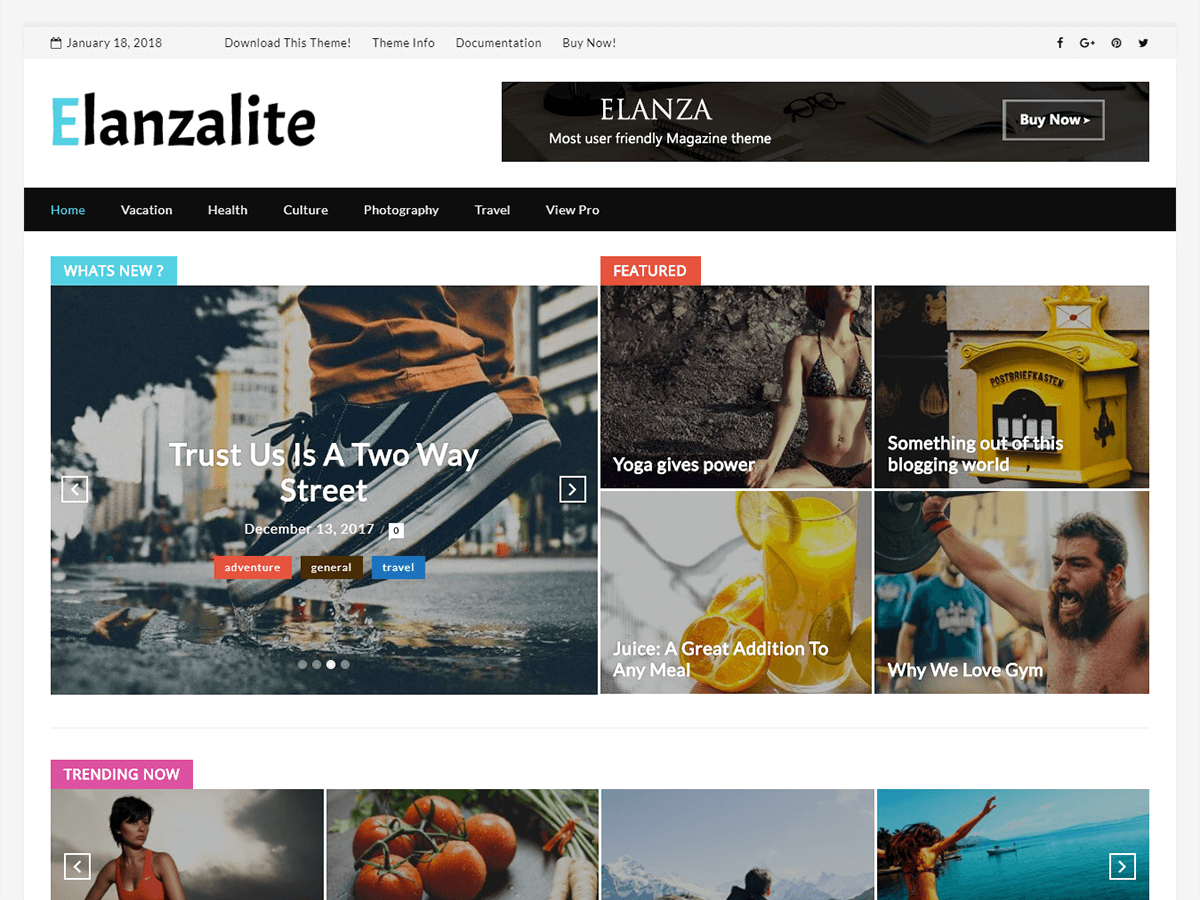 January 18, 2018 Download This Theme! Theme Info Documentation Buy Now!
Elanzalite
ELANZA
Most user friendly Magazine theme
Buy Now
Home Vacation Health Culture Photography Travel View Pro
WHATS NEW ?
Trust Us Is A Two Way
Street
December 13, 2017 / 0
adventure general travel
FEATURED
Yoga gives power
POSTBRIEFKASTEN
Something out of this
blogging world
Juice: A Great Addition To
Any Meal
Why We Love Gym
TRENDING NOW